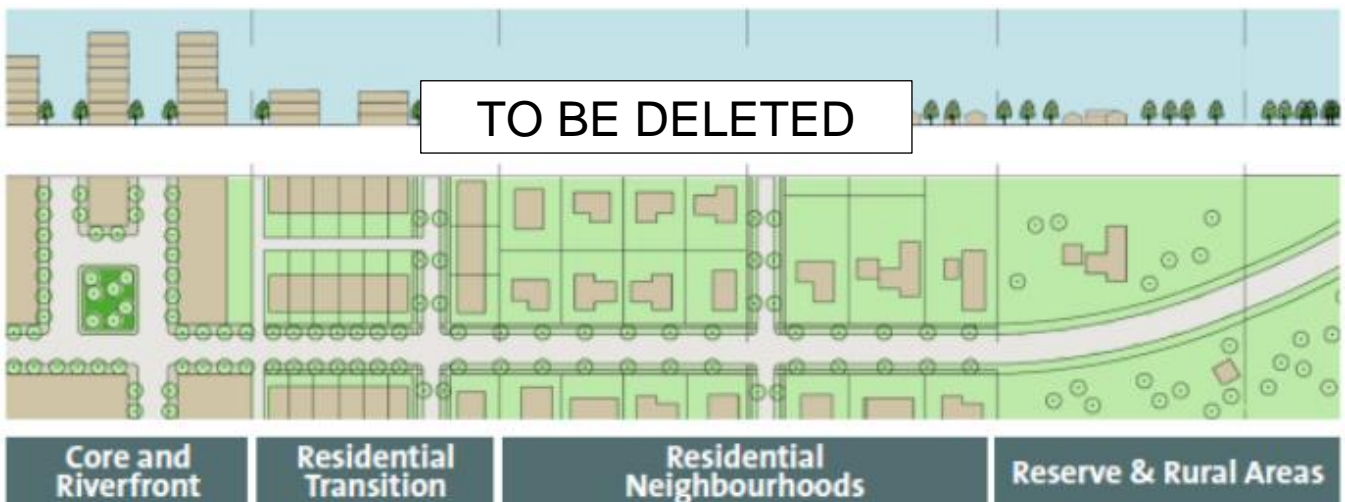 TO BE DELETED
Core and
Riverfront
Residential
Transition
Residential
Neighbourhoods
Reserve & Rural Areas